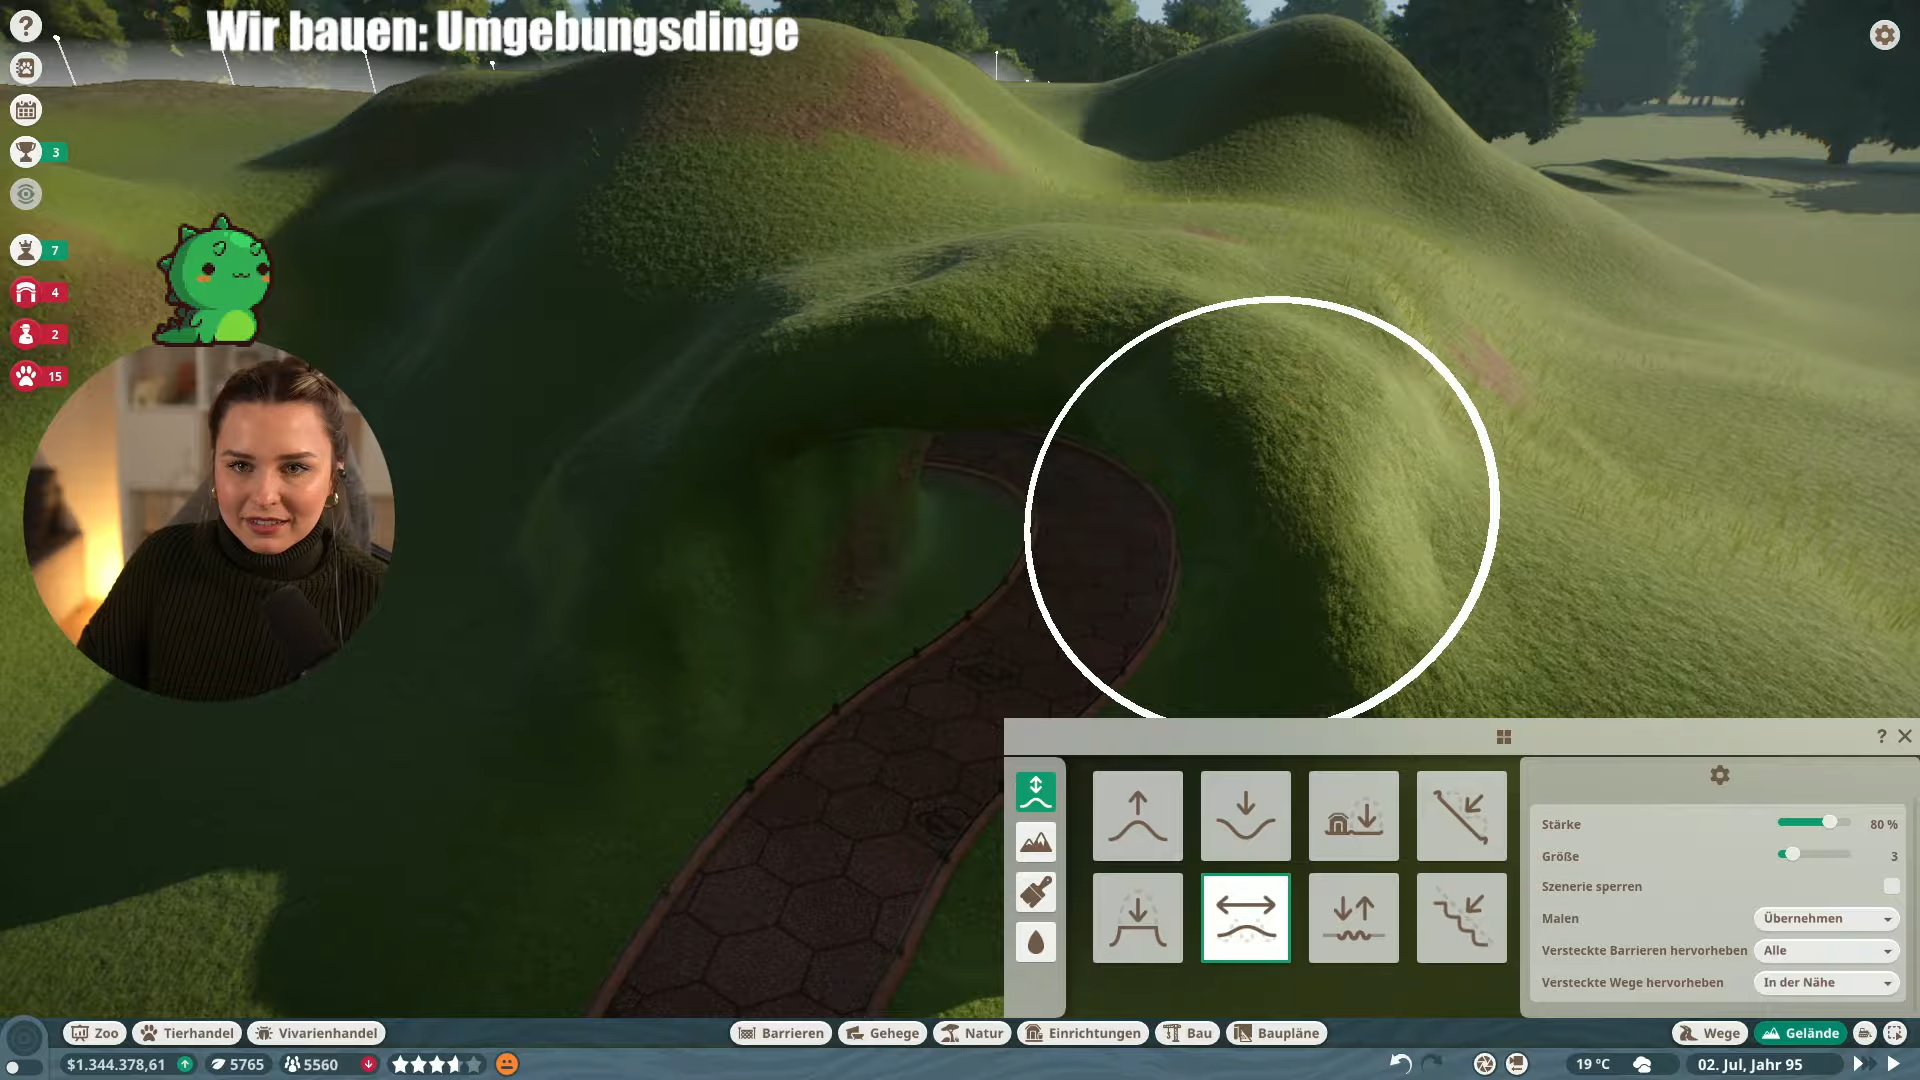 Wir bauen: Umgebungsdinge
?
3
7
4
2
15
? 
Stärke 80 %
Größe 3
Szenerie sperren
Malen Übernehmen
Versteckte Barrieren hervorheben Alle
Versteckte Wege hervorheben In der Nähe
Zoo Tierhandel Vivarienhandel Barrieren Gehege Natur Einrichtungen Bau Baupläne Wege Gelände
$1.344.378,61 5765 5560 19 °C 02. Jul, Jahr 95